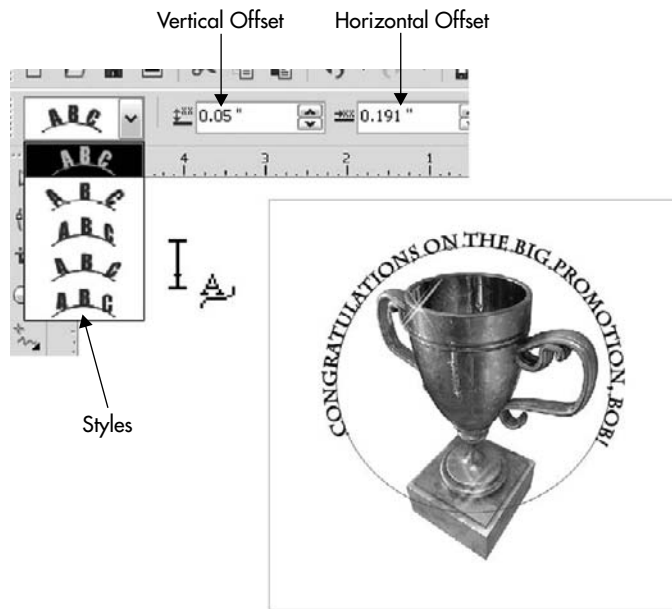 Vertical Offset
Horizontal Offset
ABC
0.05 "
0.191 "
ABC
4
3
2
1
ABC
ABC
ABC
ABC
A
Styles
CONGRATULATIONS ON THE BIG PROMOTION, BOB!